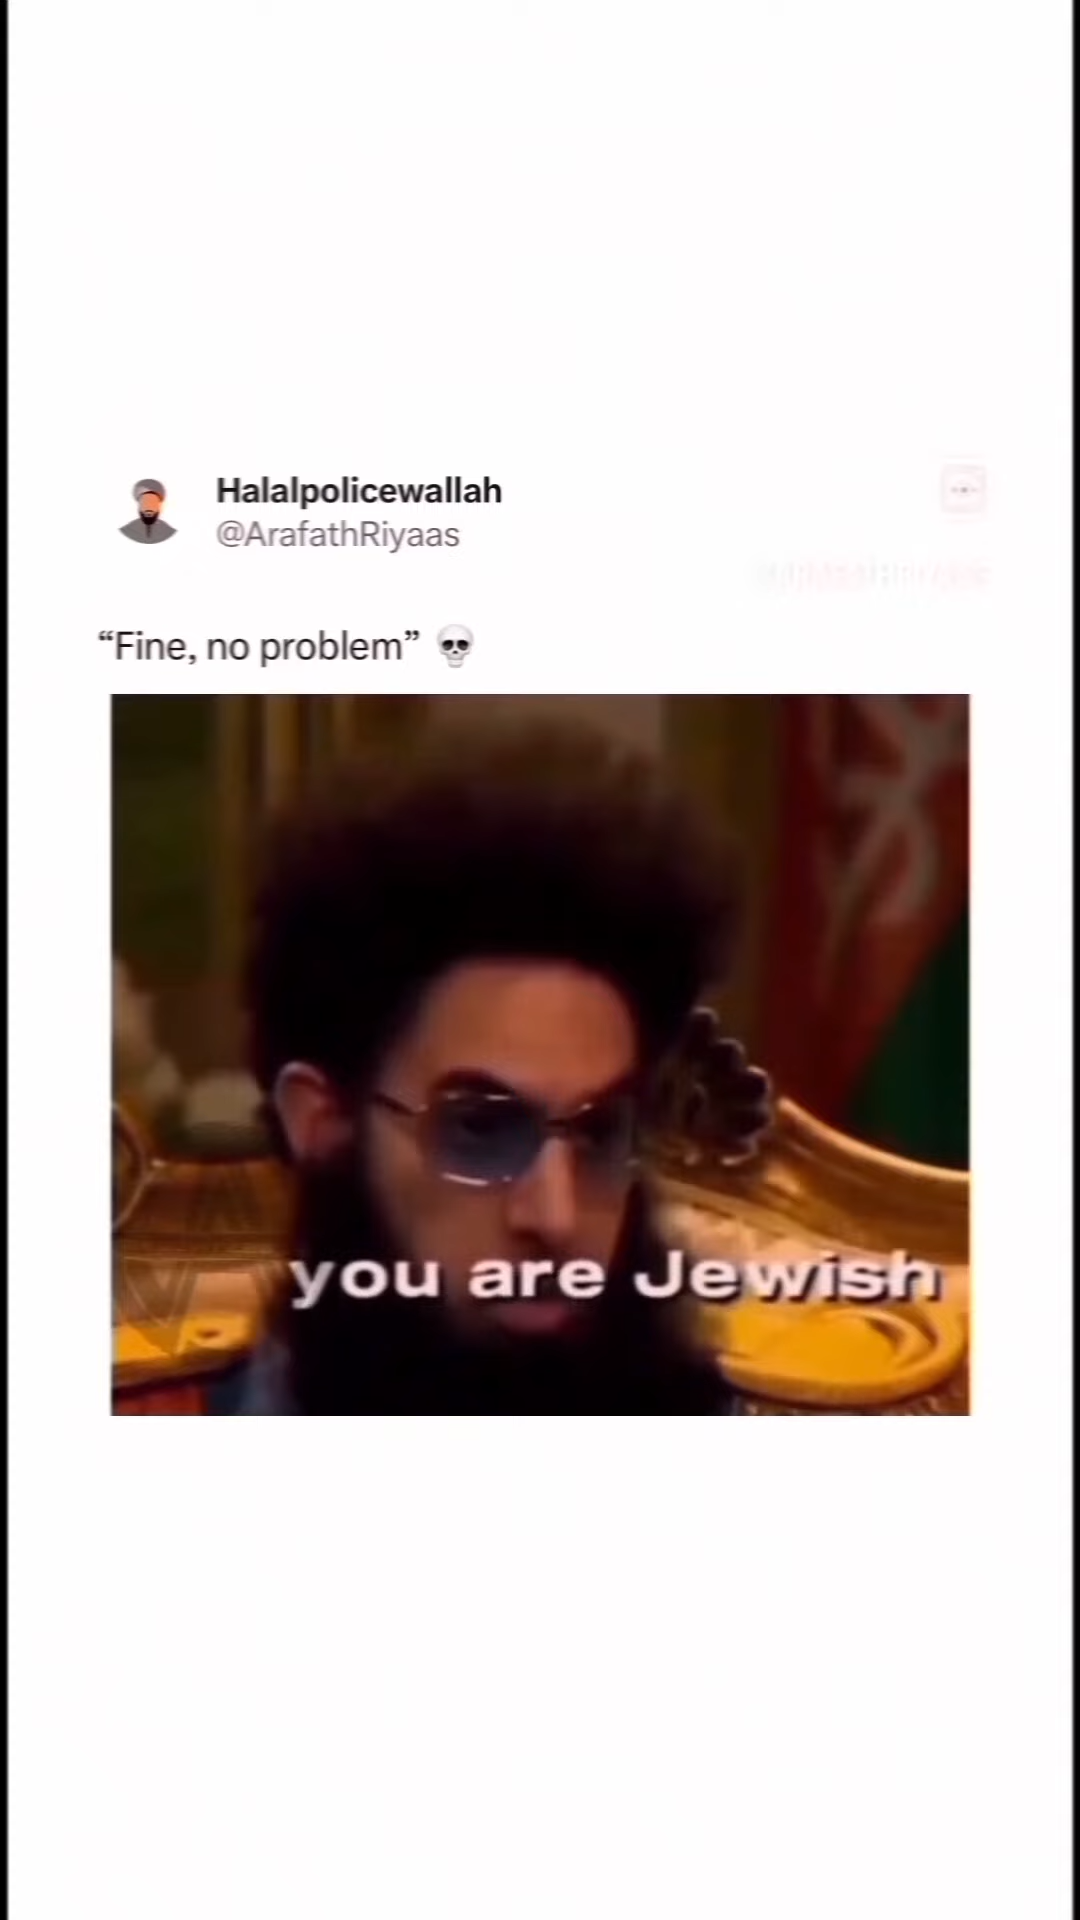 Halalpolicewallah
@ArafathRiyaas
“Fine, no problem” 💀
you are Jewish